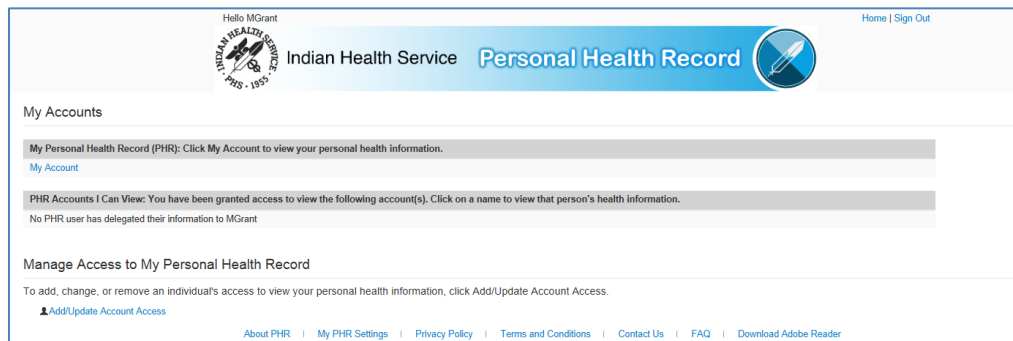 Hello MGrant
Home | Sign Out
INDIAN HEALTH SERVICE · PHS · 1955 ·
Indian Health Service Personal Health Record
My Accounts
My Personal Health Record (PHR): Click My Account to view your personal health information.
My Account
PHR Accounts I Can View: You have been granted access to view the following account(s). Click on a name to view that person's health information.
No PHR user has delegated their information to MGrant
Manage Access to My Personal Health Record
To add, change, or remove an individual's access to view your personal health information, click Add/Update Account Access.
Add/Update Account Access
About PHR | My PHR Settings | Privacy Policy | Terms and Conditions | Contact Us | FAQ | Download Adobe Reader